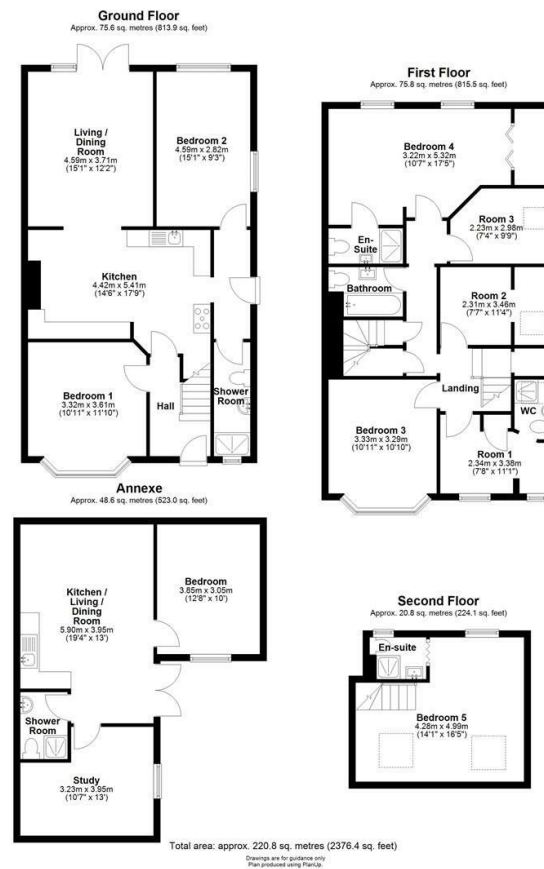 Ground Floor
Approx. 75.6 sq. metres (813.9 sq. feet)
Living /
Dining
Room
4.59m x 3.71m
(15'1" x 12'2")
Bedroom 2
4.59m x 2.82m
(15'1" x 9'3")
Kitchen
4.42m x 5.41m
(14'6" x 17'9")
Bedroom 1
3.32m x 3.61m
(10'11" x 11'10")
Hall
Shower
Room
First Floor
Approx. 75.8 sq. metres (815.5 sq. feet)
Bedroom 4
3.22m x 5.32m
(10'7" x 17'5")
Room 3
2.23m x 2.98m
(7'4" x 9'9")
En-
Suite
Bathroom
Room 2
2.31m x 3.46m
(7'7" x 11'4")
Landing
WC
Bedroom 3
3.33m x 3.29m
(10'11" x 10'10")
Room 1
2.34m x 3.38m
(7'8" x 11'1")
Annexe
Approx. 48.6 sq. metres (523.0 sq. feet)
Kitchen /
Living /
Dining
Room
5.90m x 3.95m
(19'4" x 13')
Bedroom
3.85m x 3.05m
(12'8" x 10')
Shower
Room
Study
3.23m x 3.95m
(10'7" x 13')
Second Floor
Approx. 20.8 sq. metres (224.1 sq. feet)
En-suite
Bedroom 5
4.28m x 4.99m
(14'1" x 16'5")
Total area: approx. 220.8 sq. metres (2376.4 sq. feet)
Drawings are for guidance only
Plan produced using PlanUp.